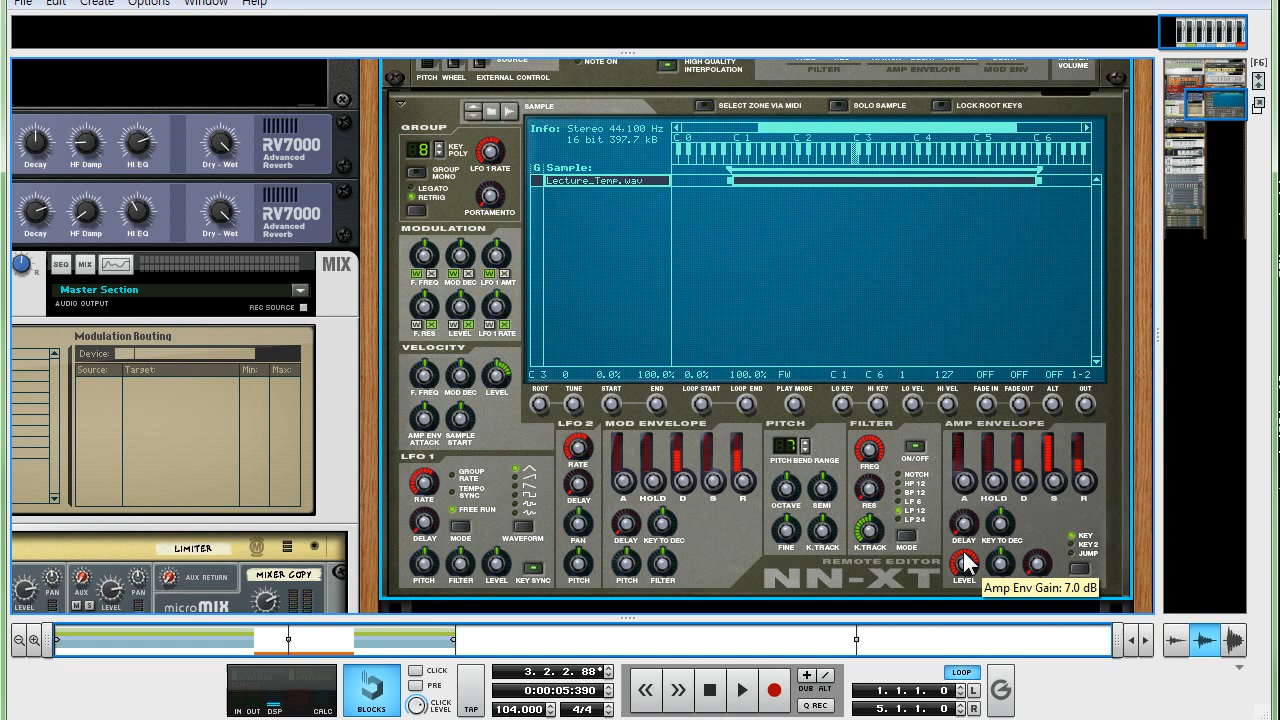 File Edit Create Options Window Help
[F6]
PITCH WHEEL
SOURCE
EXTERNAL CONTROL
NOTE ON
HIGH QUALITY
INTERPOLATION
FILTER
AMP ENVELOPE
MOD ENV
VOLUME
SAMPLE
SELECT ZONE VIA MIDI
SOLO SAMPLE
LOCK ROOT KEYS
GROUP
8
KEY
POLY
LFO 1 RATE
GROUP
MONO
LEGATO
RETRIG
PORTAMENTO
Info: Stereo 44,100 Hz
16 bit 397.7 kB
C 0 C 1 C 2 C 3 C 4 C 5 C 6
G Sample:
Lecture_Temp.wav
MODULATION
W X W X W X
F. FREQ MOD DEC LFO 1 AMT
W X W X W X
F. RES LEVEL LFO 1 RATE
VELOCITY
F. FREQ MOD DEC LEVEL
AMP ENV
ATTACK
SAMPLE
START
C 3 0 0.0% 100.0% 0.0% 100.0% FW C 1 C 6 1 127 OFF OFF OFF 1-2
ROOT TUNE START END LOOP START LOOP END PLAY MODE LO KEY HI KEY LO VEL HI VEL FADE IN FADE OUT ALT OUT
LFO 1
RATE
GROUP
RATE
TEMPO
SYNC
FREE RUN
DELAY MODE WAVEFORM
PITCH FILTER LEVEL KEY SYNC
LFO 2
RATE
DELAY
PAN
PITCH
MOD ENVELOPE
A HOLD D S R
DELAY KEY TO DEC
PITCH FILTER
PITCH
7
PITCH BEND RANGE
OCTAVE SEMI
FINE K.TRACK
FILTER
FREQ
ON/OFF
RES
NOTCH
HP 12
BP 12
LP 6
LP 12
LP 24
K.TRACK MODE
AMP ENVELOPE
A HOLD D S R
DELAY KEY TO DEC
KEY
KEY 2
JUMP
LEVEL
REMOTE EDITOR
NN-XT
Amp Env Gain: 7.0 dB
Decay HF Damp HI EQ Dry - Wet
RV7000
Advanced
Reverb
Decay HF Damp HI EQ Dry - Wet
RV7000
Advanced
Reverb
R
SEQ MIX
MIX
Master Section
AUDIO OUTPUT
REC SOURCE
Modulation Routing
Device:
Source: Target: Min: Max:
LIMITER
M
LEVEL PAN AUX M S LEVEL PAN
AUX RETURN
MIXER COPY
microMIX
IN OUT DSP CALC
BLOCKS
CLICK
PRE
CLICK
LEVEL
TAP
3. 2. 2. 88*
0:00:05:390
104.000 4/4
DUB ALT
Q REC
LOOP
1. 1. 1. 0 L
5. 1. 1. 0 R